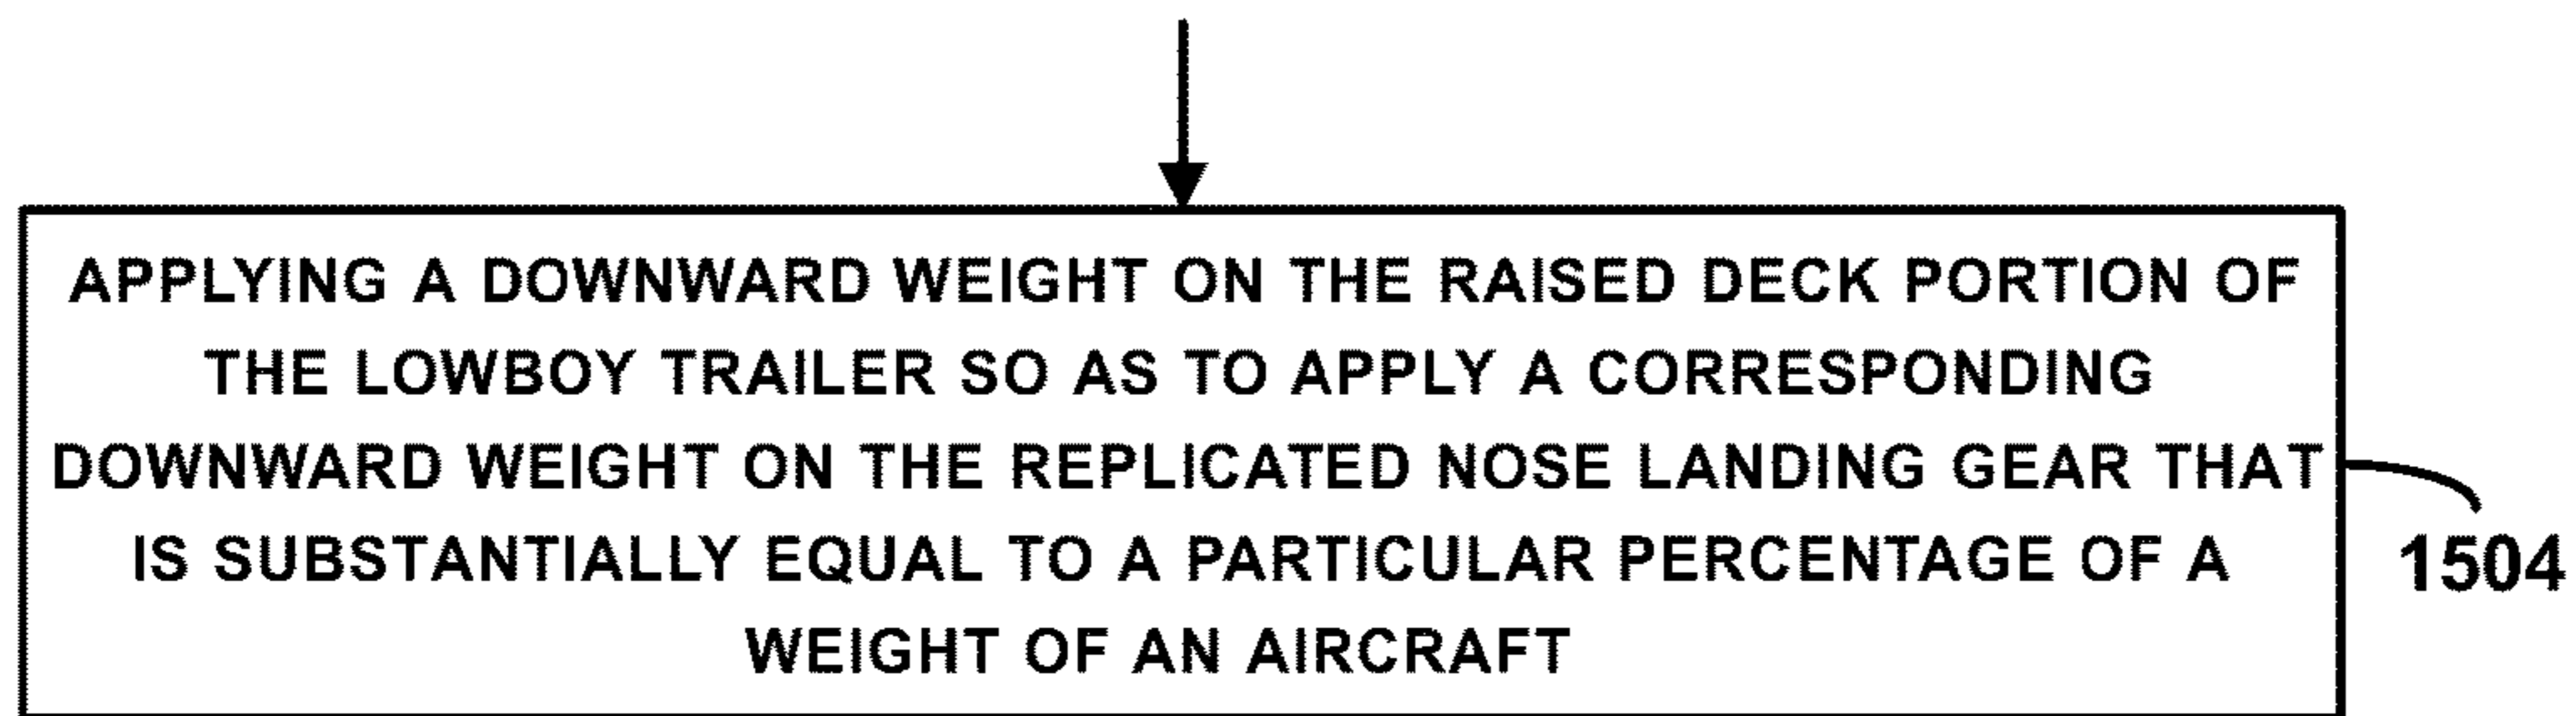 APPLYING A DOWNWARD WEIGHT ON THE RAISED DECK PORTION OF
THE LOWBOY TRAILER SO AS TO APPLY A CORRESPONDING
DOWNWARD WEIGHT ON THE REPLICATED NOSE LANDING GEAR THAT
IS SUBSTANTIALLY EQUAL TO A PARTICULAR PERCENTAGE OF A
WEIGHT OF AN AIRCRAFT
1504